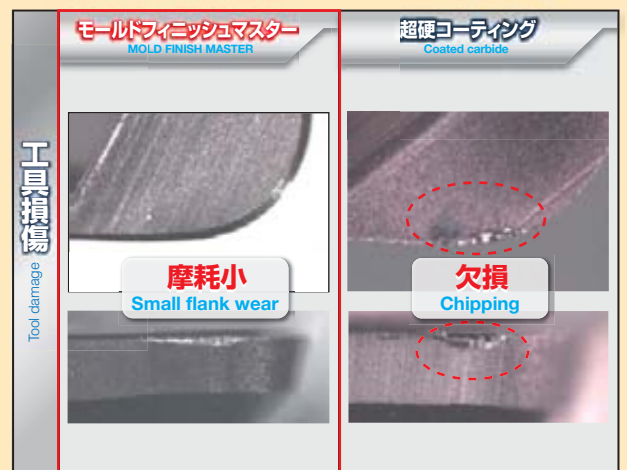 モールドフィニッシュマスター
MOLD FINISH MASTER
超硬コーティング
Coated carbide
工具損傷
Tool damage
摩耗小
Small flank wear
欠損
Chipping